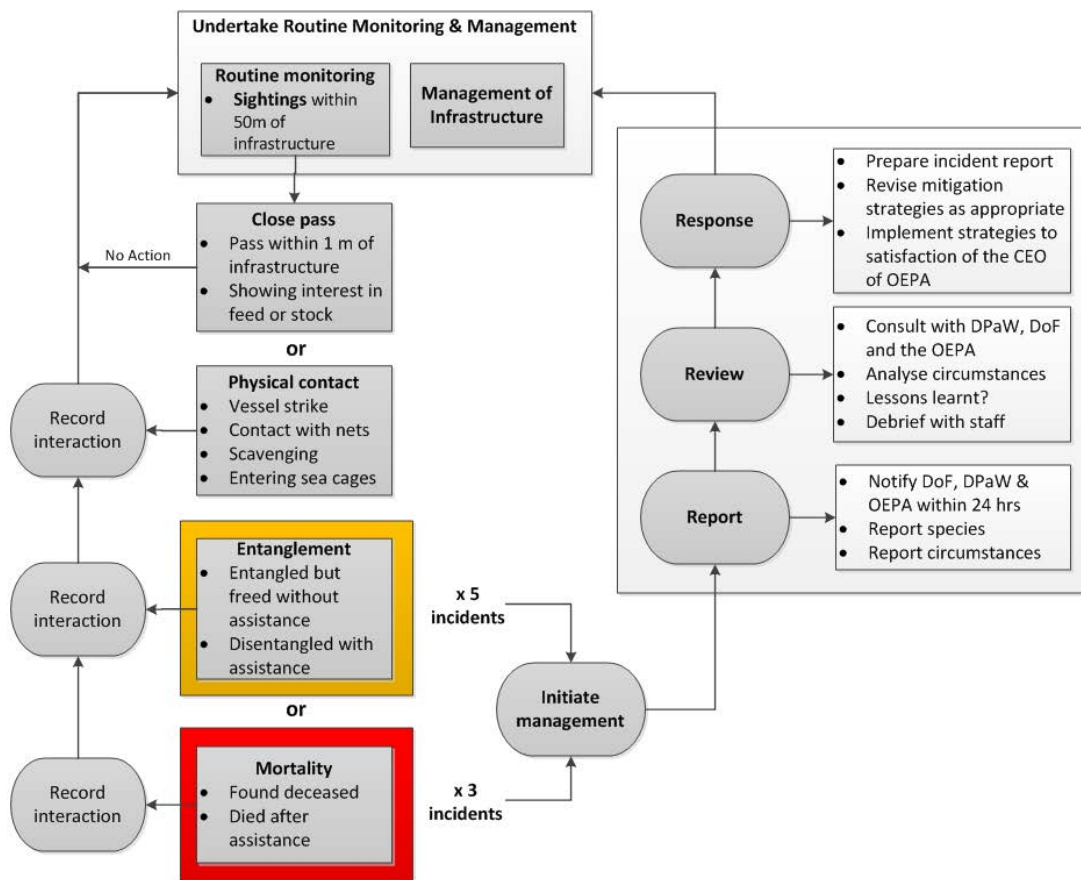 Undertake Routine Monitoring & Management
Routine monitoring
• Sightings within
50m of
infrastructure
Management of
Infrastructure
Close pass
• Pass within 1 m of
infrastructure
• Showing interest in
feed or stock
No Action
or
Physical contact
• Vessel strike
• Contact with nets
• Scavenging
• Entering sea cages
Record
interaction
Entanglement
• Entangled but
freed without
assistance
• Disentangled with
assistance
Record
interaction
x 5
incidents
or
Mortality
• Found deceased
• Died after
assistance
Record
interaction
x 3
incidents
Initiate
management
Response
• Prepare incident report
• Revise mitigation
strategies as appropriate
• Implement strategies to
satisfaction of the CEO
of OEPA
Review
• Consult with DPaW, DoF
and the OEPA
• Analyse circumstances
• Lessons learnt?
• Debrief with staff
Report
• Notify DoF, DPaW &
OEPA within 24 hrs
• Report species
• Report circumstances